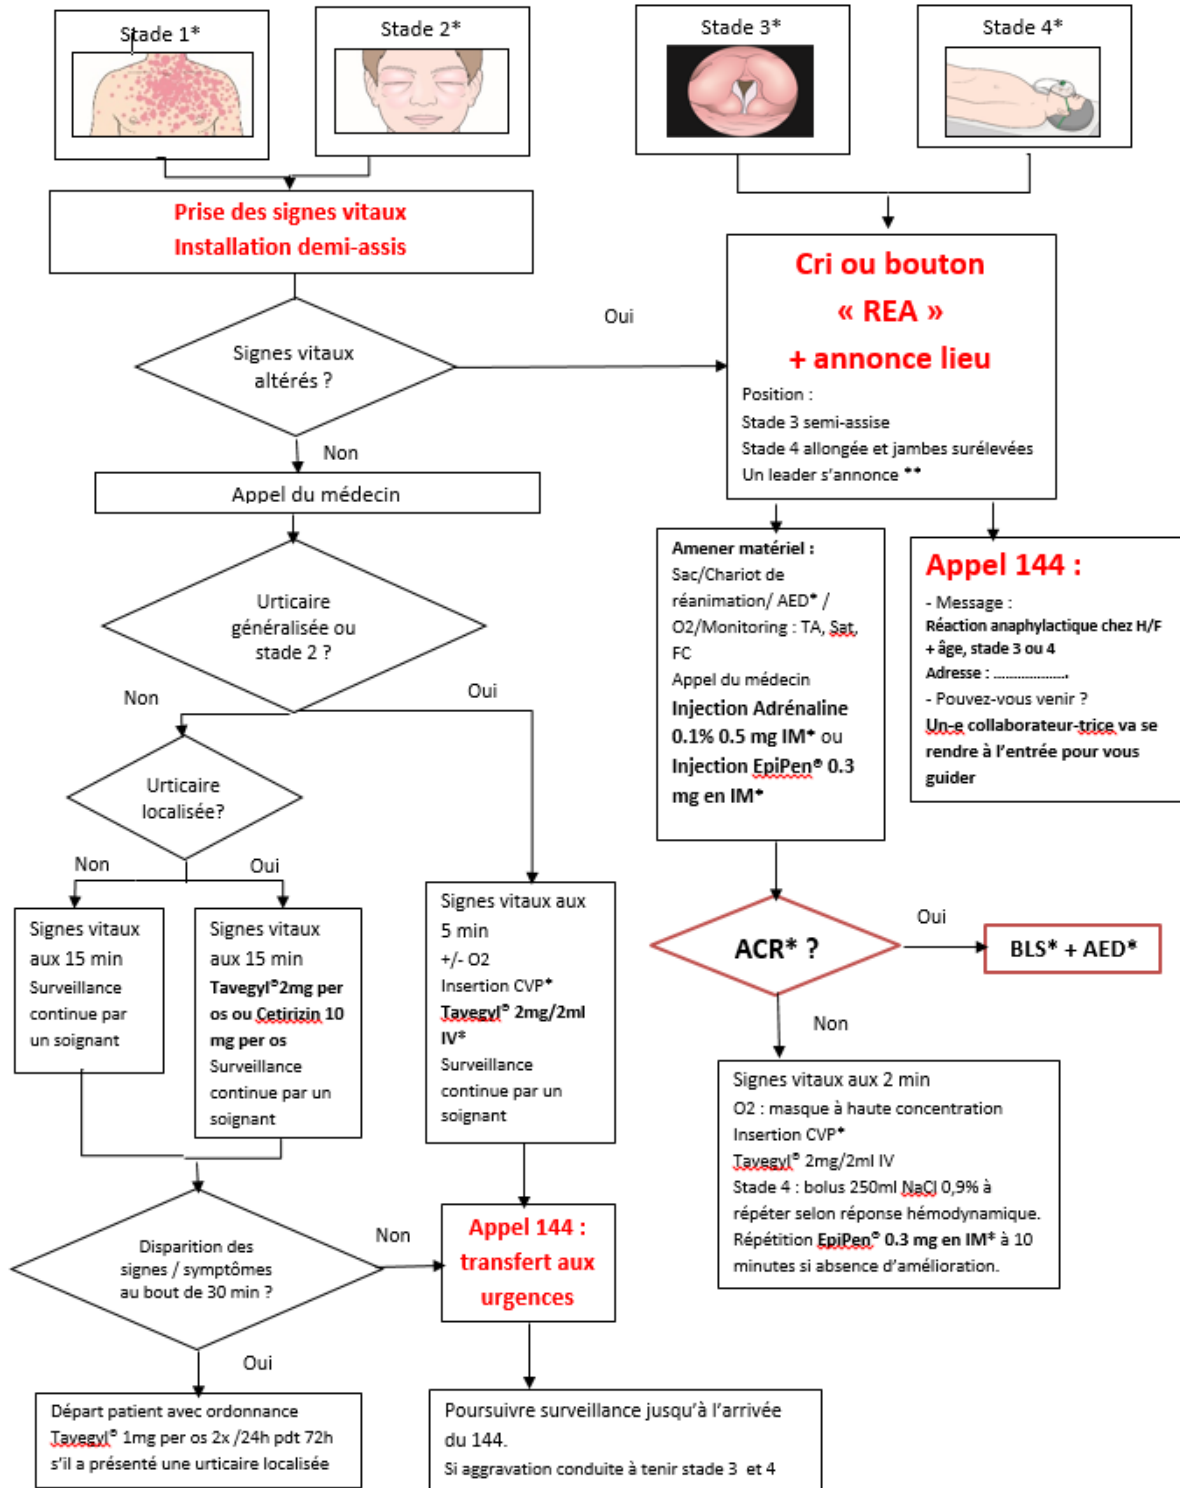 Stade 1*
Stade 2*
Stade 3*
Stade 4*
Prise des signes vitaux
Installation demi-assis
Signes vitaux
altérés ?
Oui
Non
Cri ou bouton
« REA »
+ annonce lieu
Position :
Stade 3 semi-assise
Stade 4 allongée et jambes surélevées
Un leader s’annonce **
Appel du médecin
Urticaire
généralisée ou
stade 2 ?
Non
Oui
Amener matériel :
Sac/Chariot de
réanimation/ AED* /
O2/Monitoring : TA, Sat,
FC
Appel du médecin
Injection Adrénaline
0.1% 0.5 mg IM* ou
Injection EpiPen® 0.3
mg en IM*
Appel 144 :
- Message :
Réaction anaphylactique chez H/F
+ âge, stade 3 ou 4
Adresse : ....................
- Pouvez-vous venir ?
Un-e collaborateur-trice va se
rendre à l’entrée pour vous
guider
Urticaire
localisée?
Non
Oui
Signes vitaux
aux 15 min
Surveillance
continue par
un soignant
Signes vitaux
aux 15 min
Tavegyl®2mg per
os ou Cetirizin 10
mg per os
Surveillance
continue par un
soignant
Signes vitaux aux
5 min
+/- O2
Insertion CVP*
Tavegyl® 2mg/2ml
IV*
Surveillance
continue par un
soignant
ACR* ?
Oui
BLS* + AED*
Non
Signes vitaux aux 2 min
O2 : masque à haute concentration
Insertion CVP*
Tavegyl® 2mg/2ml IV
Stade 4 : bolus 250ml NaCl 0,9% à
répéter selon réponse hémodynamique.
Répétition EpiPen® 0.3 mg en IM* à 10
minutes si absence d’amélioration.
Disparition des
signes / symptômes
au bout de 30 min ?
Non
Oui
Appel 144 :
transfert aux
urgences
Départ patient avec ordonnance
Tavegyl® 1mg per os 2x /24h pdt 72h
s’il a présenté une urticaire localisée
Poursuivre surveillance jusqu’à l’arrivée
du 144.
Si aggravation conduite à tenir stade 3 et 4